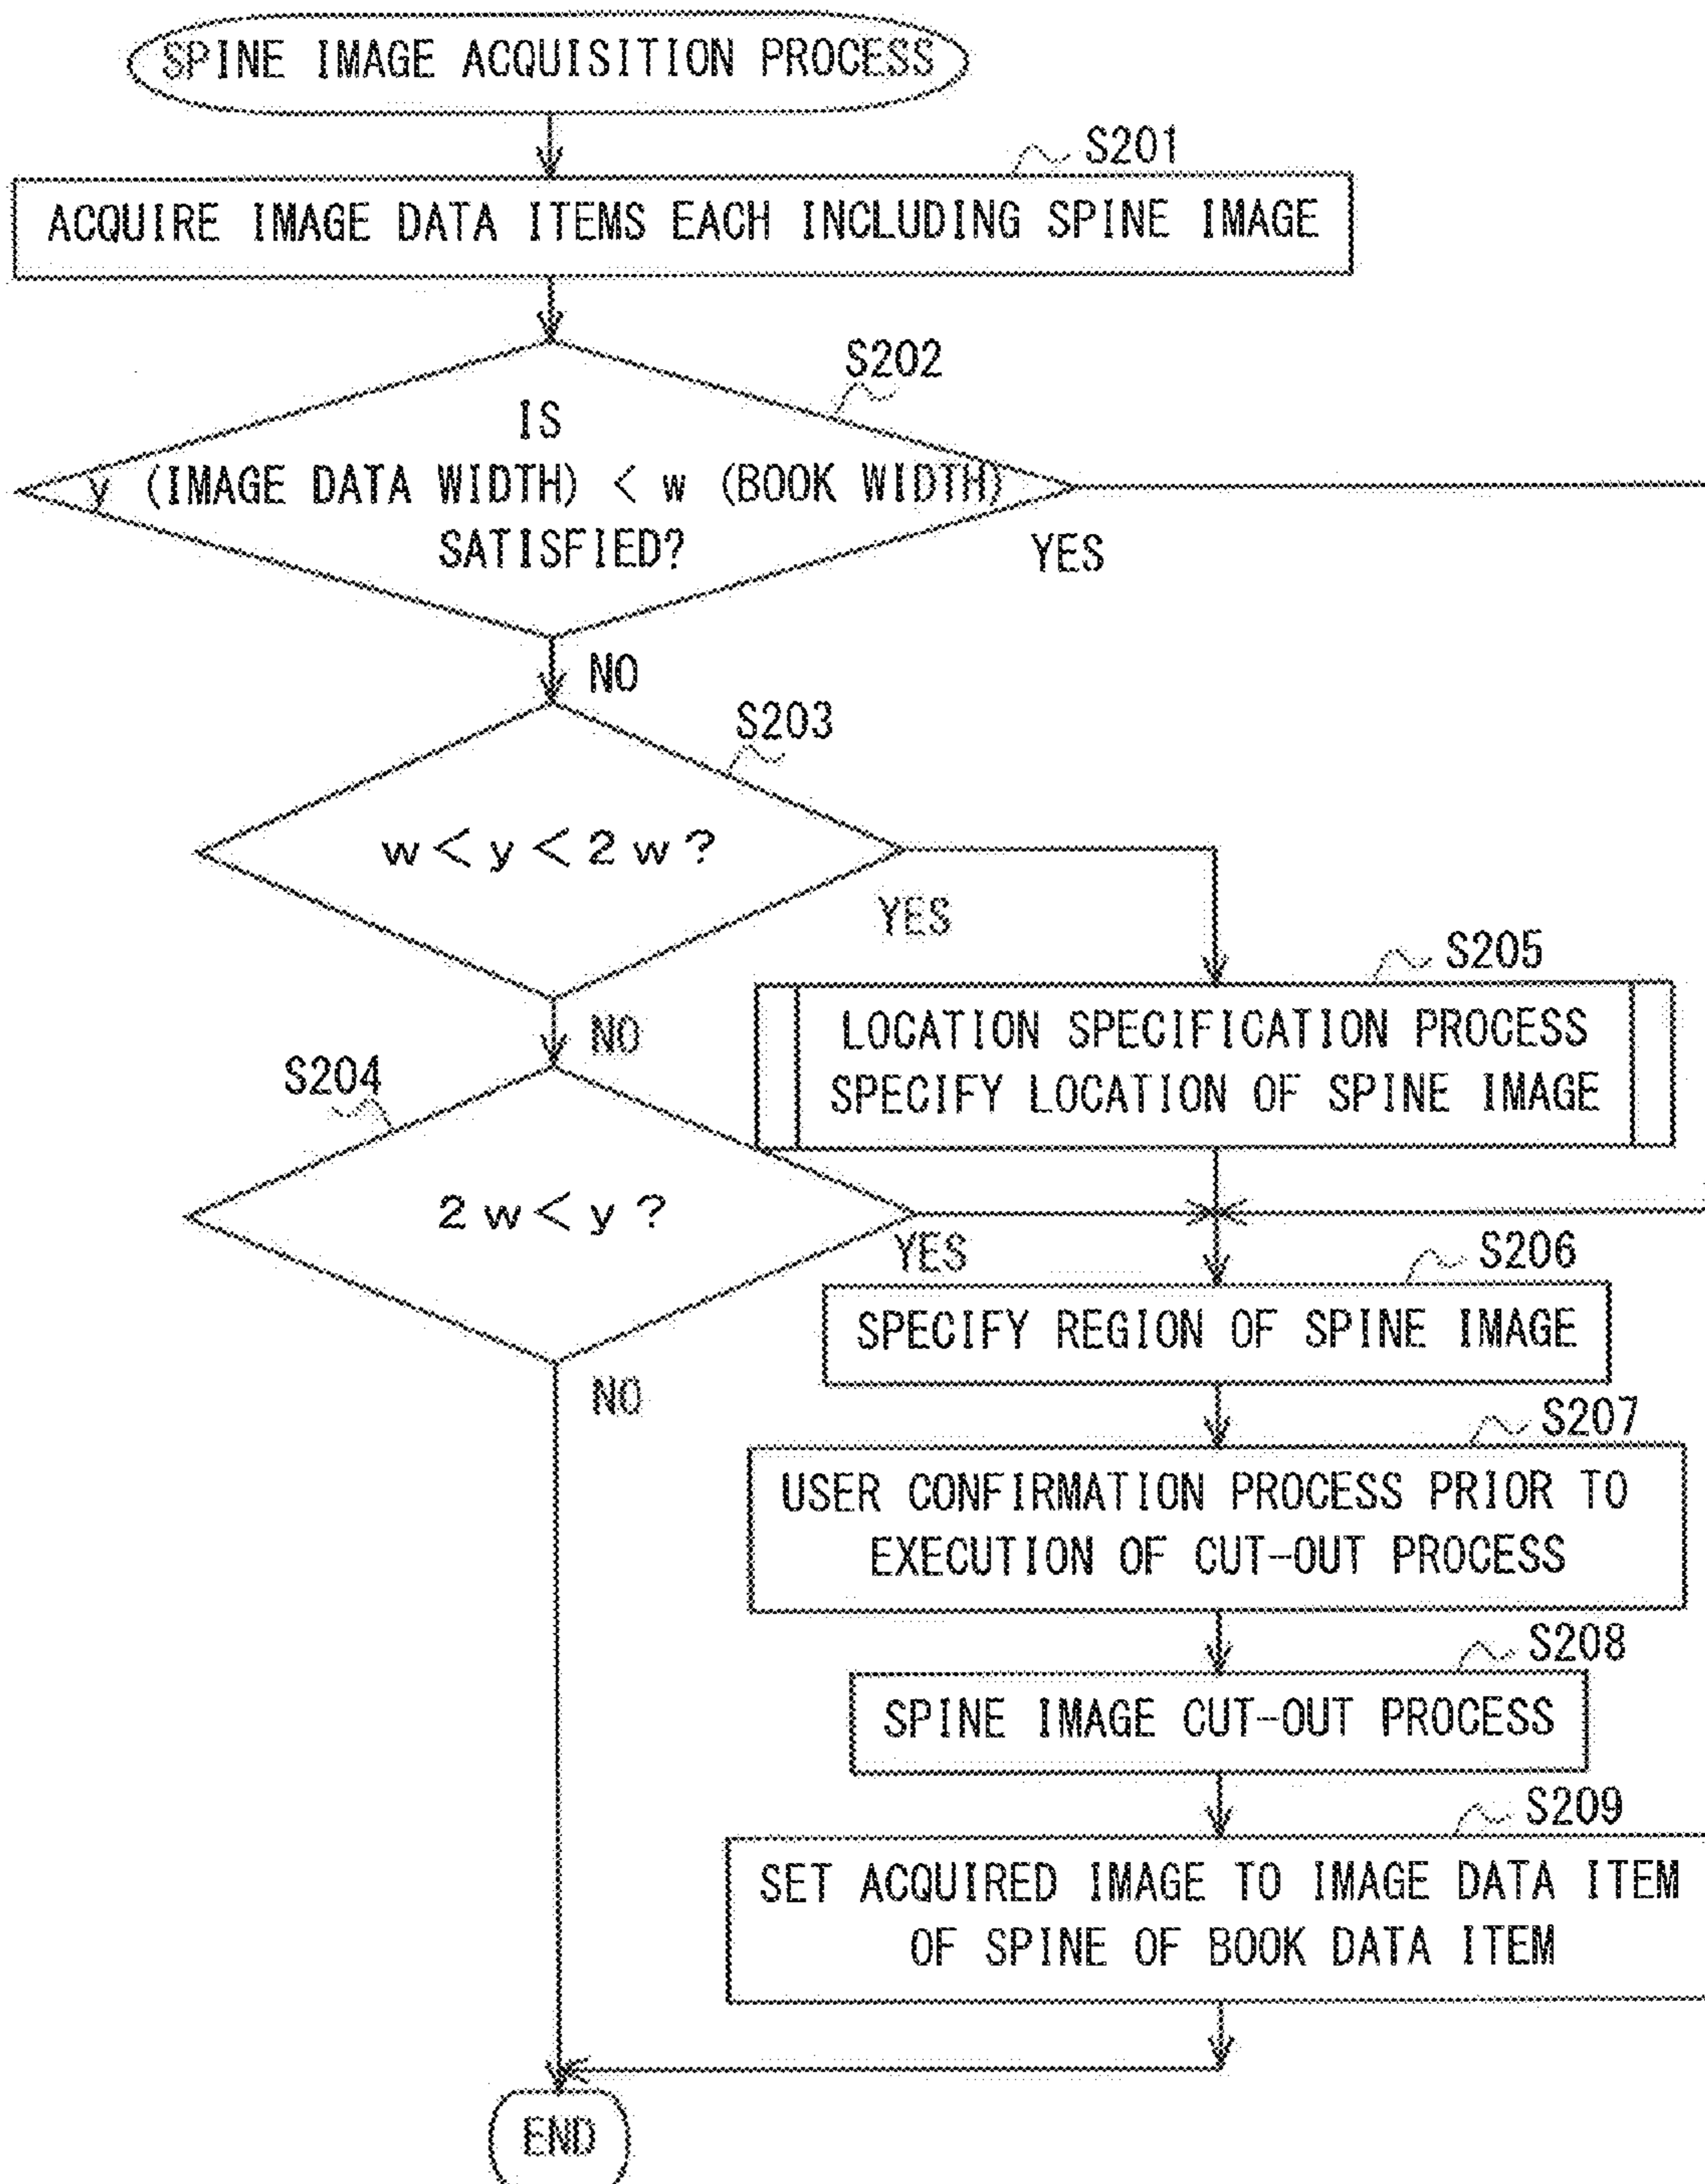 SPINE IMAGE ACQUISITION PROCESS
S201
ACQUIRE IMAGE DATA ITEMS EACH INCLUDING SPINE IMAGE
S202
IS
y (IMAGE DATA WIDTH) < w (BOOK WIDTH)
SATISFIED?
YES
NO
S203
w < y < 2 w ?
YES
NO
S205
LOCATION SPECIFICATION PROCESS
SPECIFY LOCATION OF SPINE IMAGE
S204
2 w < y ?
YES
NO
S206
SPECIFY REGION OF SPINE IMAGE
S207
USER CONFIRMATION PROCESS PRIOR TO
EXECUTION OF CUT-OUT PROCESS
S208
SPINE IMAGE CUT-OUT PROCESS
S209
SET ACQUIRED IMAGE TO IMAGE DATA ITEM
OF SPINE OF BOOK DATA ITEM
END